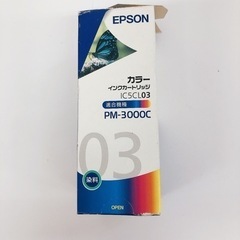 EPSON
カラー
インクカートリッジ
IC5CL03
適合機種
PM-3000C
03
染料
OPEN